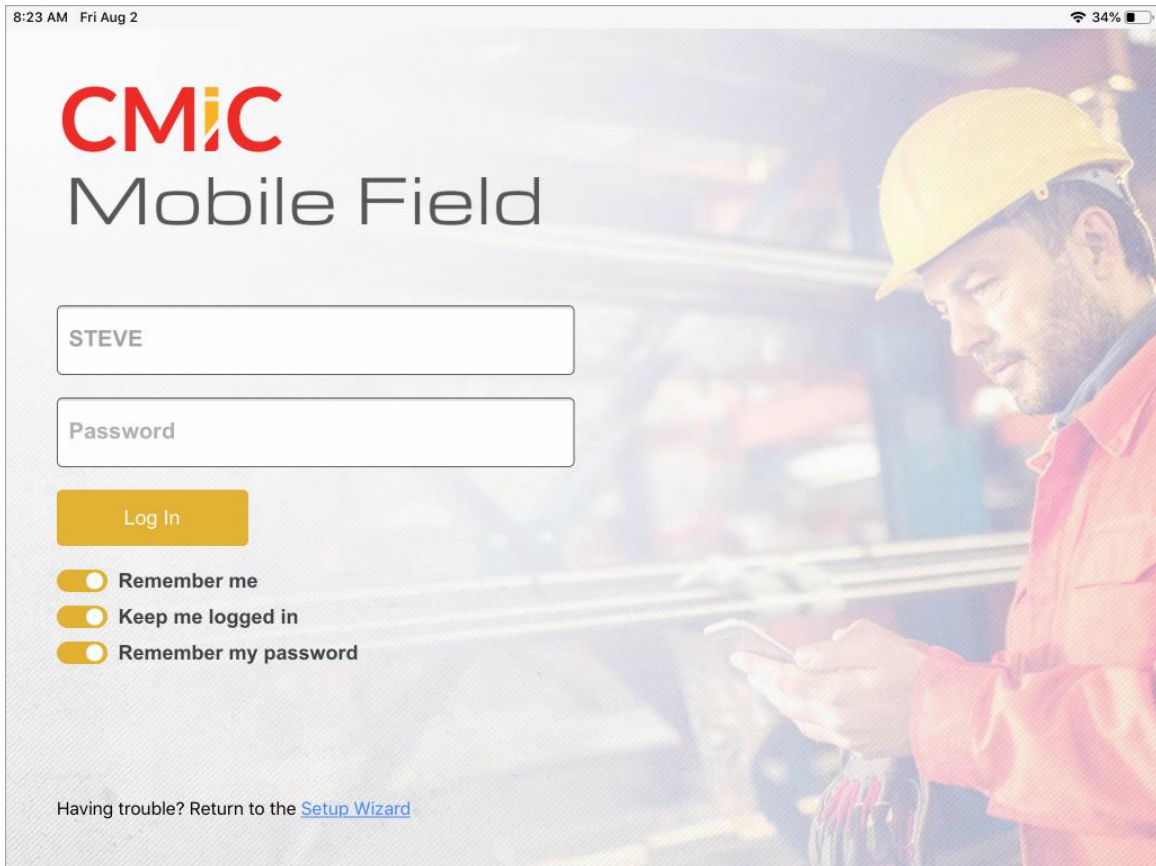 8:23 AM Fri Aug 2 34%
CMiC
Mobile Field
STEVE
Password
Log In
Remember me
Keep me logged in
Remember my password
Having trouble? Return to the Setup Wizard